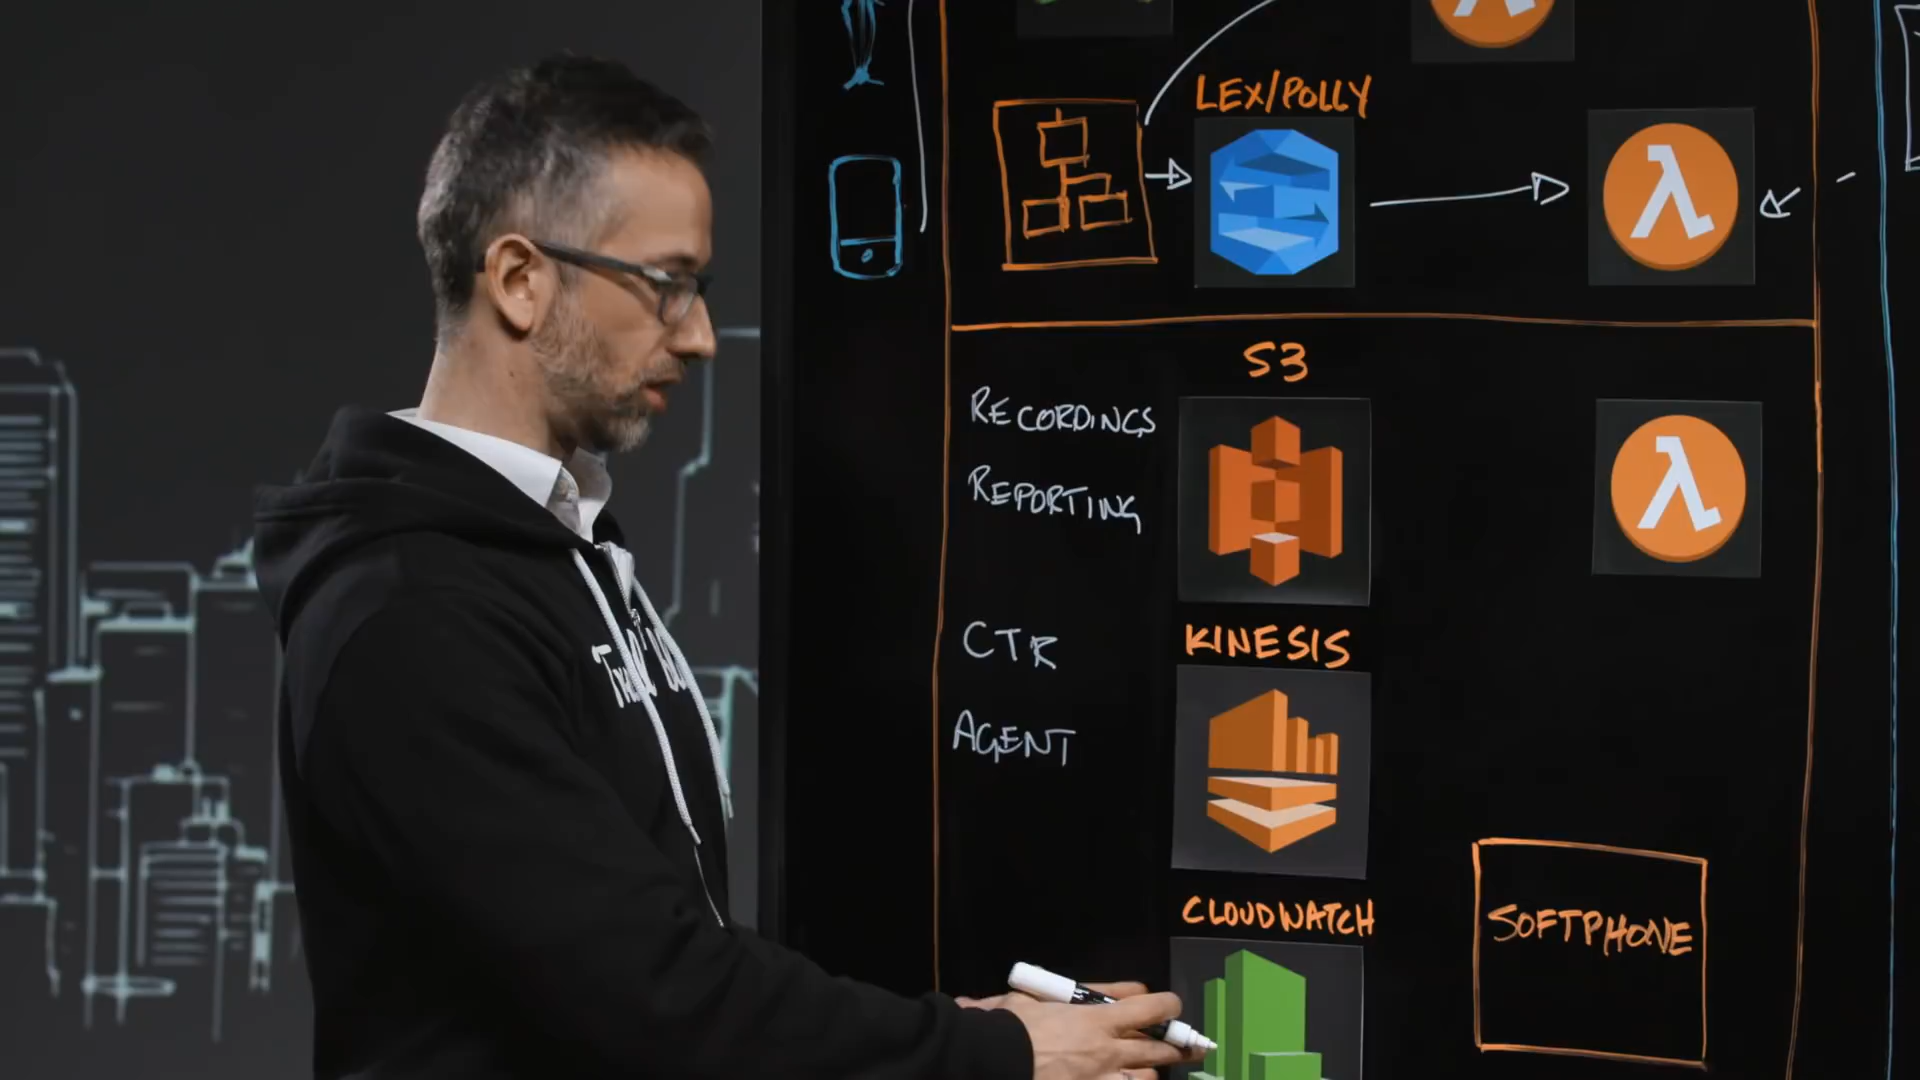 LEX/POLLY
S3
RECORDINGS
REPORTING
KINESIS
CTR
AGENT
CLOUDWATCH
SOFTPHONE